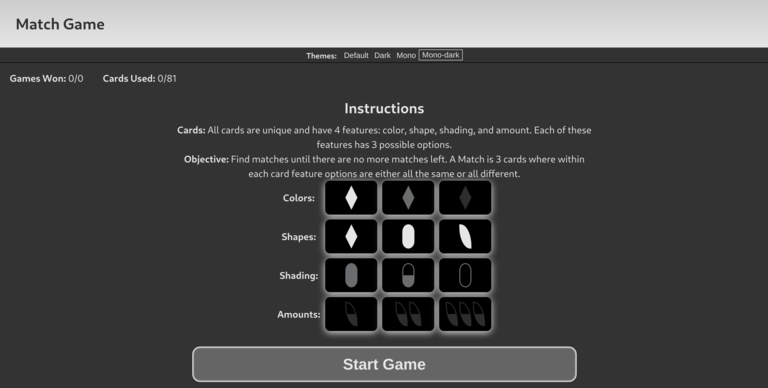 Match Game
Themes: Default Dark Mono Mono-dark
Games Won: 0/0 Cards Used: 0/81
Instructions
Cards: All cards are unique and have 4 features: color, shape, shading, and amount. Each of these
features has 3 possible options.
Objective: Find matches until there are no more matches left. A Match is 3 cards where within
each card feature options are either all the same or all different.
Colors:
Shapes:
Shading:
Amounts:
Start Game